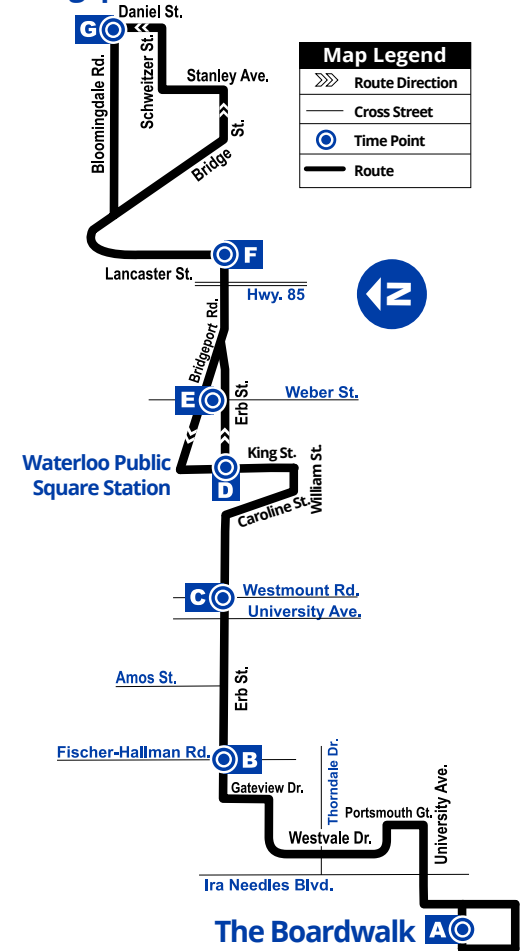 Daniel St.
G
Schweitzer St.
Bloomingdale Rd.
Stanley Ave.
Bridge
St.
Map Legend
Route Direction
Cross Street
Time Point
Route
F
Lancaster St.
Hwy. 85
N
Bridgeport Rd.
E
Erb St.
Weber St.
Waterloo Public
Square Station
King St.
D
William St.
Caroline St.
C
Westmount Rd.
University Ave.
Amos St.
Erb St.
Fischer-Hallman Rd.
B
Gateview Dr.
Thorndale Dr.
Portsmouth Gt.
University Ave.
Westvale Dr.
Ira Needles Blvd.
The Boardwalk
A